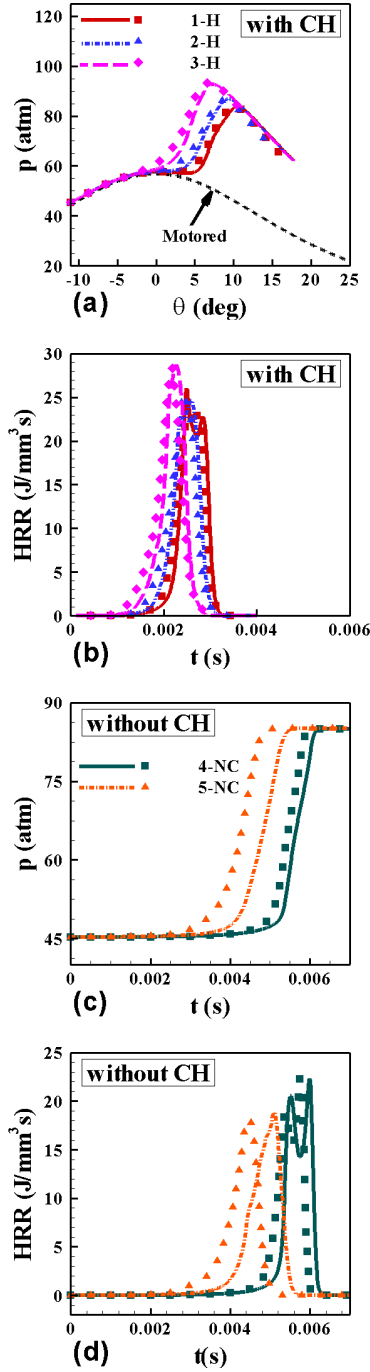 120
100
80
60
40
20
p (atm)
1-H
2-H
3-H
with CH
Motored
-10 -5 0 5 10 15 20 25
(a)
θ (deg)
30
25
20
15
10
5
0
HRR (J/mm³s)
with CH
0 0.002 0.004 0.006
(b)
t (s)
90
75
60
45
p (atm)
without CH
4-NC
5-NC
0 0.002 0.004 0.006
(c)
t (s)
25
20
15
10
5
0
HRR (J/mm³s)
without CH
0 0.002 0.004 0.006
(d)
t(s)